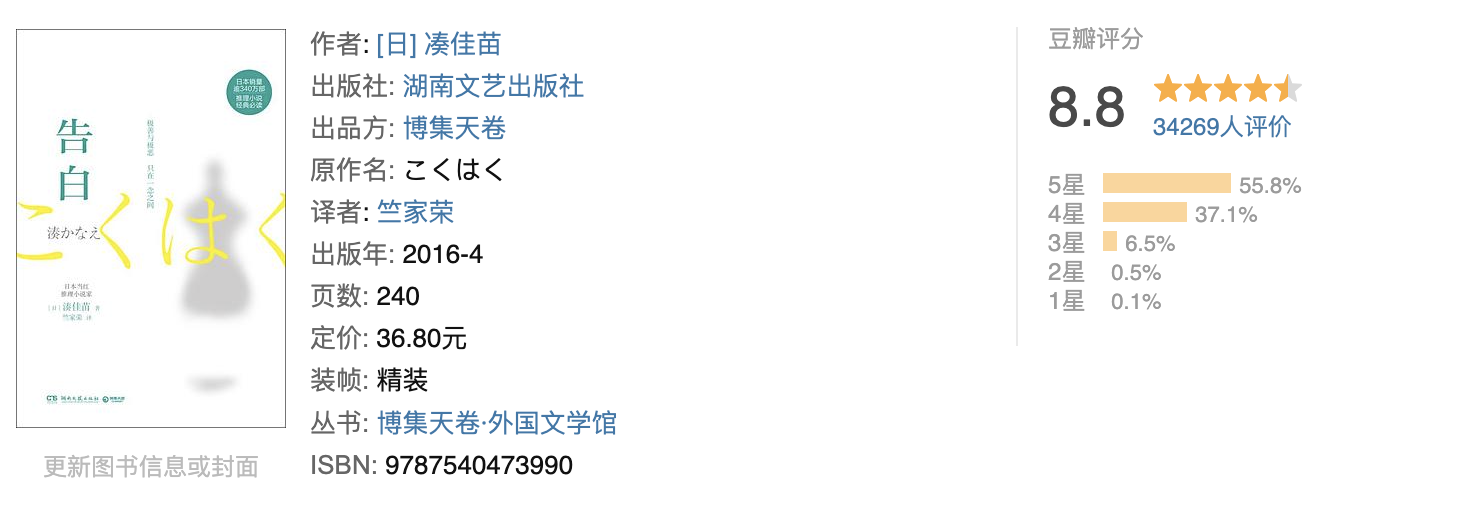 日本销量
逾340万部
推理小说
经典必读
告白
极善与极恶 只在一念之间
こくはく
湊かなえ
日本当红
推理小说家
[日] 湊佳苗 著
竺家荣 译
湖南文艺出版社
博集天卷
更新图书信息或封面
作者: [日] 凑佳苗
出版社: 湖南文艺出版社
出品方: 博集天卷
原作名: こくはく
译者: 竺家荣
出版年: 2016-4
页数: 240
定价: 36.80元
装帧: 精装
丛书: 博集天卷·外国文学馆
ISBN: 9787540473990
豆瓣评分
8.8
34269人评价
5星 55.8%
4星 37.1%
3星 6.5%
2星 0.5%
1星 0.1%